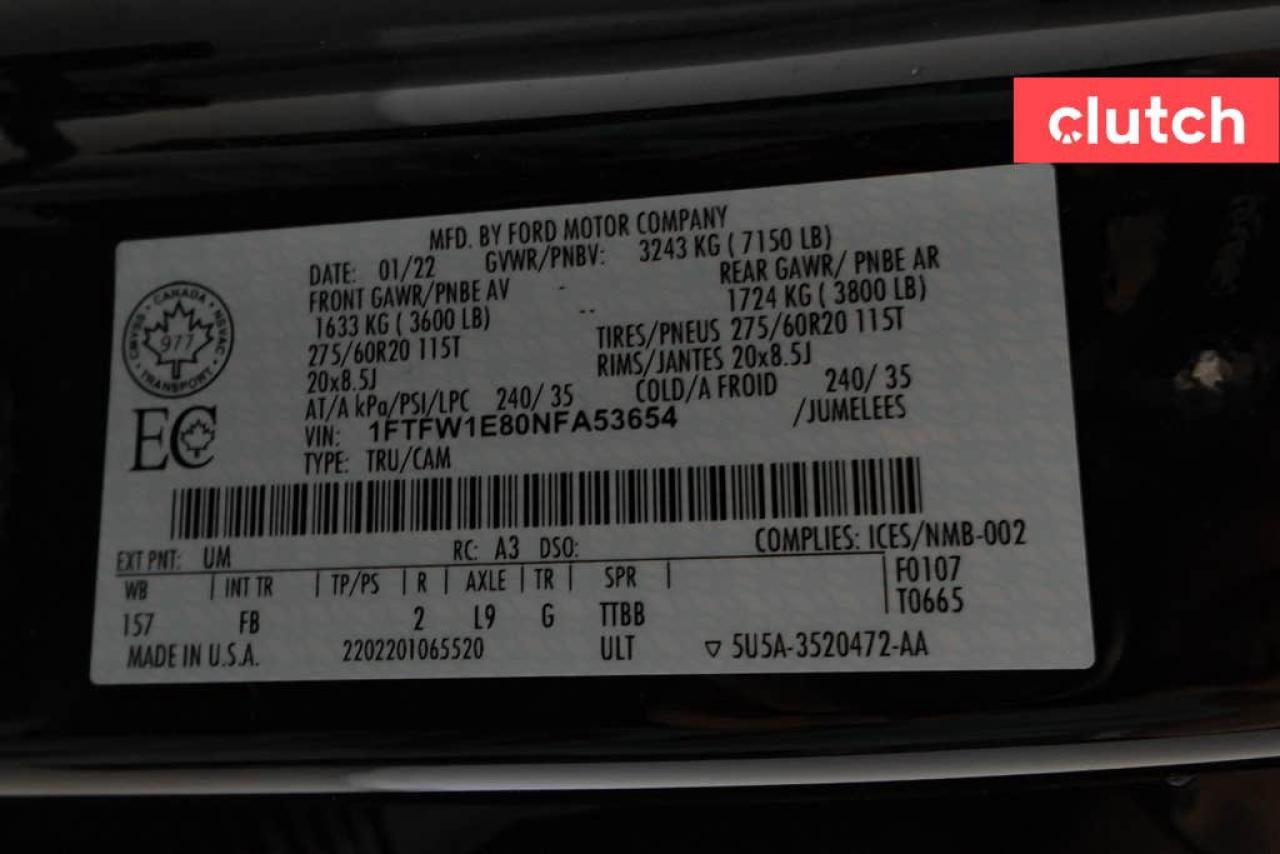 clutch
MFD. BY FORD MOTOR COMPANY
DATE: 01/22 GVWR/PNBV: 3243 KG ( 7150 LB)
FRONT GAWR/PNBE AV REAR GAWR/ PNBE AR
1633 KG ( 3600 LB) 1724 KG ( 3800 LB)
275/60R20 115T TIRES/PNEUS 275/60R20 115T
20x8.5J RIMS/JANTES 20x8.5J
AT/A kPa/PSI/LPC 240/ 35 COLD/A FROID 240/ 35
VIN: 1FTFW1E80NFA53654 /JUMELEES
TYPE: TRU/CAM
CANADA
CMVSS NSVAC
977
TRANSPORT
EC
EXT PNT: UM RC: A3 DSO: COMPLIES: ICES/NMB-002
WB | INT TR | TP/PS | R | AXLE | TR | SPR | F0107
157 FB 2 L9 G TTBB T0665
MADE IN U.S.A. 2202201065520 ULT ▽ 5U5A-3520472-AA